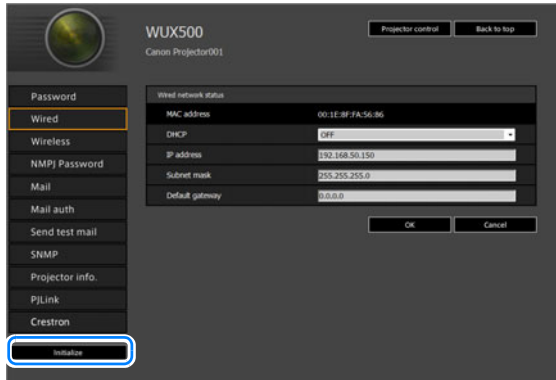 WUX500
Canon Projector001
Projector control
Back to top
Password
Wired
Wireless
NMPJ Password
Mail
Mail auth
Send test mail
SNMP
Projector info.
PJLink
Crestron
Initialize
Wired network status
MAC address 00:1E:8F:FA:56:86
DHCP OFF
IP address 192.168.50.150
Subnet mask 255.255.255.0
Default gateway 0.0.0.0
OK
Cancel